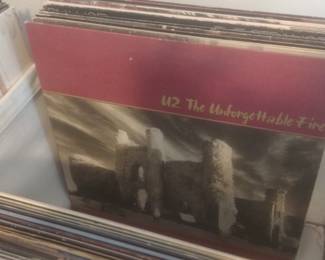 U2 The Unforgettable Fire